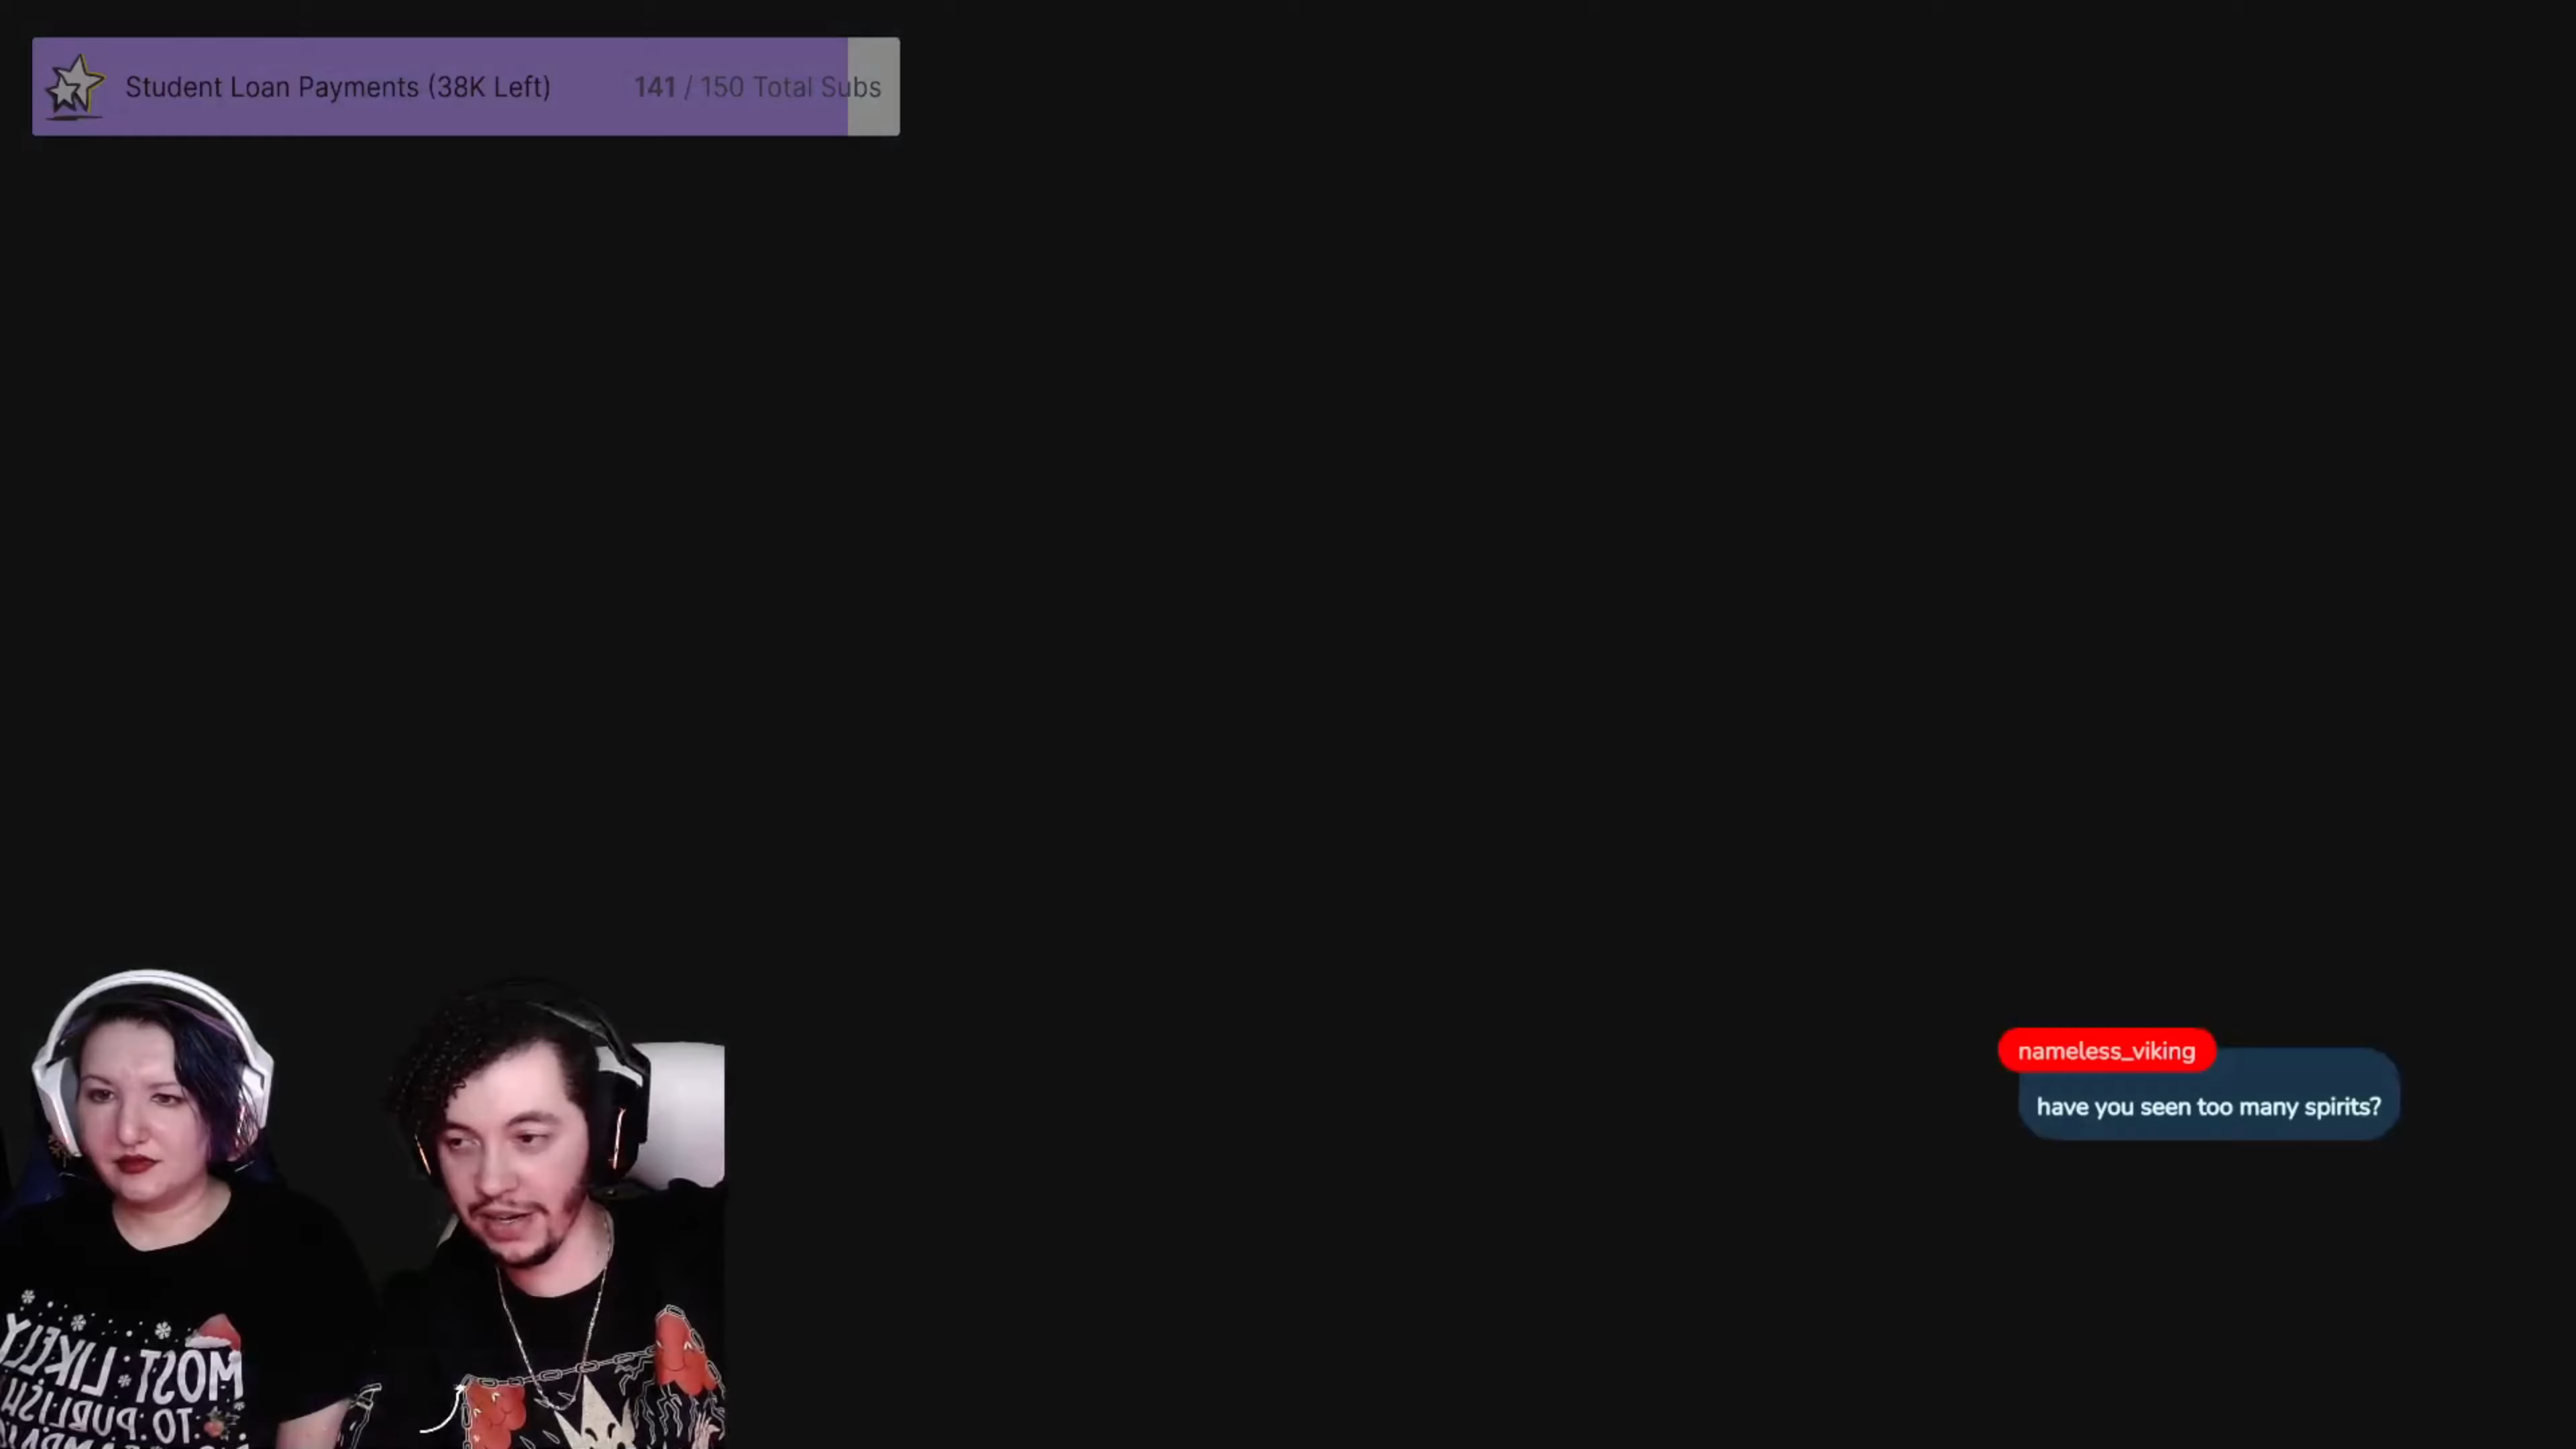 Student Loan Payments (38K Left) 141 / 150 Total Subs
nameless_viking
have you seen too many spirits?
MOST LIKELY
TO PUBLISH